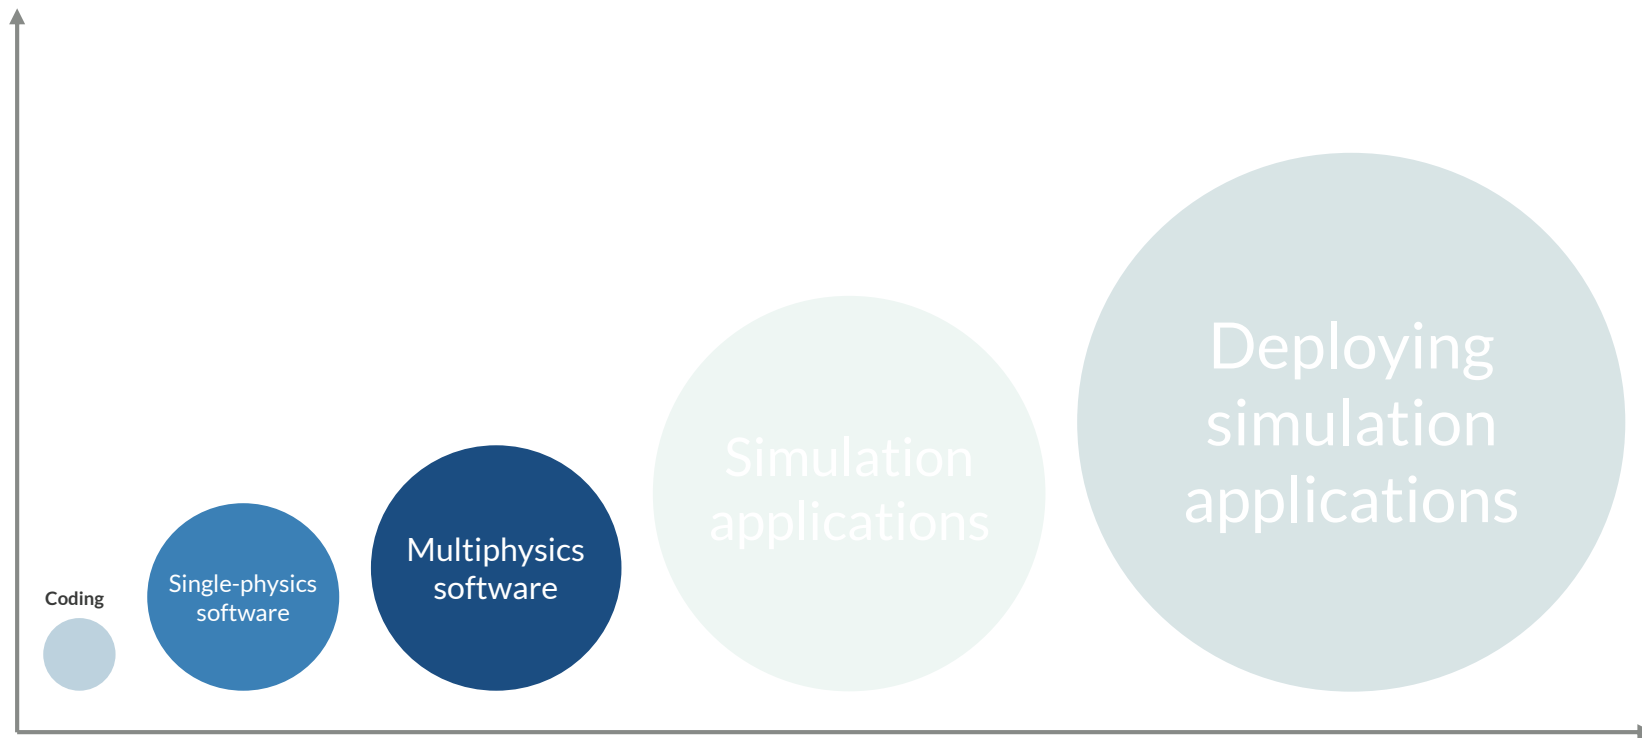 Coding
Single-physics
software
Multiphysics
software
Simulation
applications
Deploying
simulation
applications